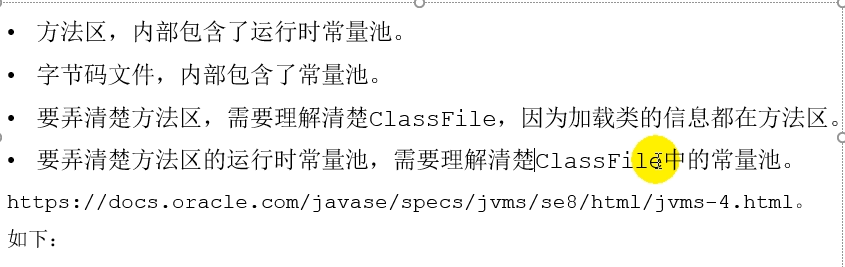 • 方法区，内部包含了运行时常量池。
• 字节码文件，内部包含了常量池。
• 要弄清楚方法区，需要理解清楚ClassFile，因为加载类的信息都在方法区。
• 要弄清楚方法区的运行时常量池，需要理解清楚ClassFile中的常量池。
https://docs.oracle.com/javase/specs/jvms/se8/html/jvms-4.html。
如下：